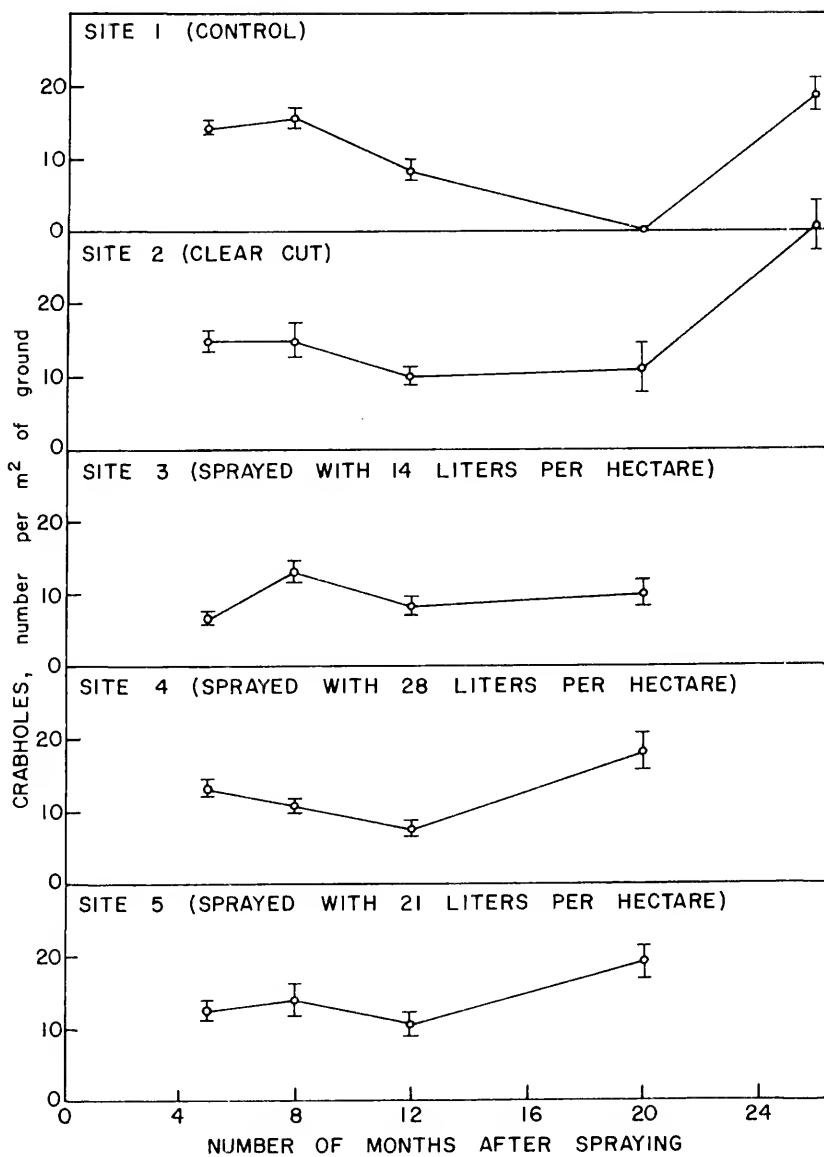 SITE 1 (CONTROL)
20
10
0
SITE 2 (CLEAR CUT)
20
10
0
SITE 3 (SPRAYED WITH 14 LITERS PER HECTARE)
20
10
0
SITE 4 (SPRAYED WITH 28 LITERS PER HECTARE)
20
10
0
SITE 5 (SPRAYED WITH 21 LITERS PER HECTARE)
20
10
0
0 4 8 12 16 20 24
NUMBER OF MONTHS AFTER SPRAYING
CRABHOLES, number per m² of ground